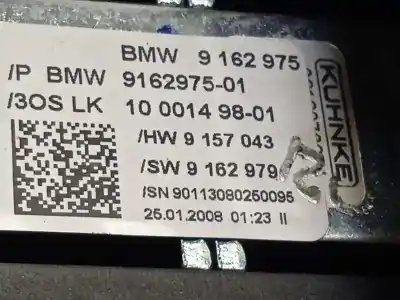 BMW 9 162 975
/P BMW 9162975-01
/3OS LK 10 0014 98-01
/HW 9 157 043
/SW 9 162 979
/SN 90113080250095
25.01.2008 01:23 II
KUHNKE